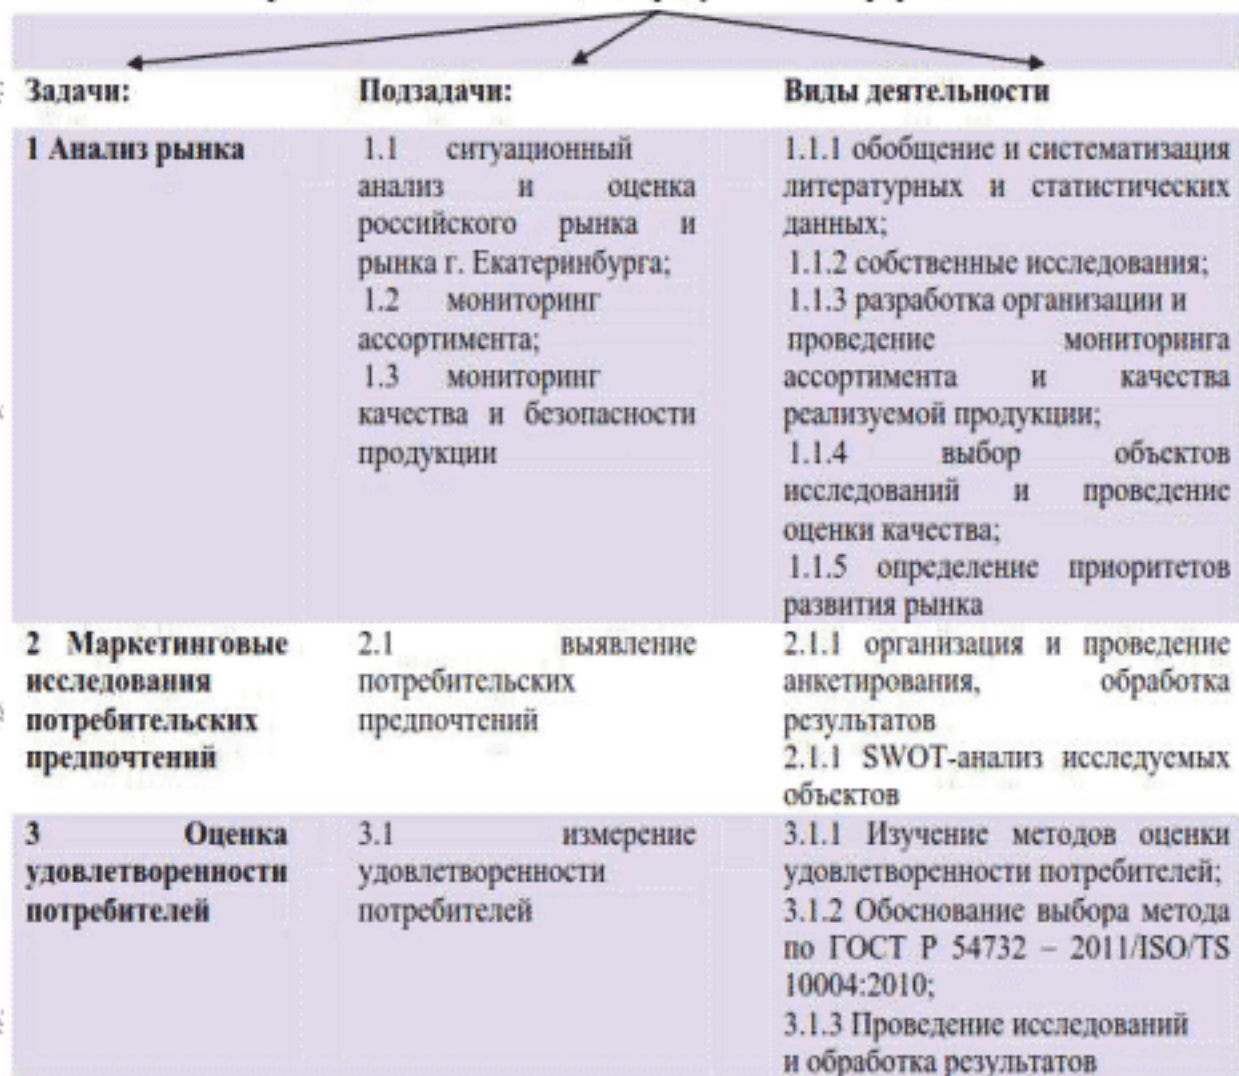 Задачи:
Подзадачи:
Виды деятельности
1 Анализ рынка
1.1 ситуационный
анализ и оценка
российского рынка и
рынка г. Екатеринбурга;
1.2 мониторинг
ассортимента;
1.3 мониторинг
качества и безопасности
продукции
1.1.1 обобщение и систематизация
литературных и статистических
данных;
1.1.2 собственные исследования;
1.1.3 разработка организации и
проведение мониторинга
ассортимента и качества
реализуемой продукции;
1.1.4 выбор объектов
исследований и проведение
оценки качества;
1.1.5 определение приоритетов
развития рынка
2 Маркетинговые
исследования
потребительских
предпочтений
2.1 выявление
потребительских
предпочтений
2.1.1 организация и проведение
анкетирования, обработка
результатов
2.1.1 SWOT-анализ исследуемых
объектов
3 Оценка
удовлетворенности
потребителей
3.1 измерение
удовлетворенности
потребителей
3.1.1 Изучение методов оценки
удовлетворенности потребителей;
3.1.2 Обоснование выбора метода
по ГОСТ Р 54732 – 2011/ISO/TS
10004:2010;
3.1.3 Проведение исследований
и обработка результатов